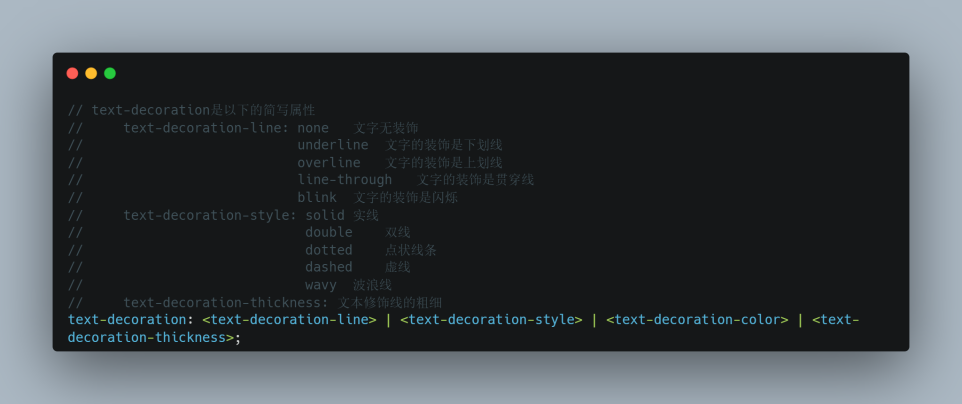 // text-decoration是以下的简写属性
//     text-decoration-line: none   文字无装饰
//                           underline  文字的装饰是下划线
//                           overline   文字的装饰是上划线
//                           line-through   文字的装饰是贯穿线
//                           blink  文字的装饰是闪烁
//     text-decoration-style: solid 实线
//                            double    双线
//                            dotted    点状线条
//                            dashed    虚线
//                            wavy  波浪线
//     text-decoration-thickness: 文本修饰线的粗细
text-decoration: <text-decoration-line> | <text-decoration-style> | <text-decoration-color> | <text-
decoration-thickness>;